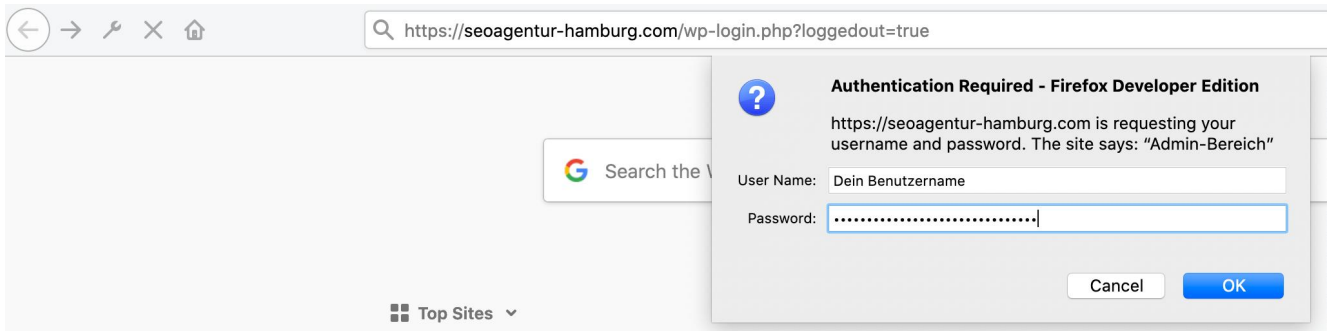 https://seoagentur-hamburg.com/wp-login.php?loggedout=true
Authentication Required - Firefox Developer Edition
https://seoagentur-hamburg.com is requesting your
username and password. The site says: “Admin-Bereich”
Search the
User Name: Dein Benutzername
Password: •••••••••••••••••••••••••••••••
Cancel OK
Top Sites